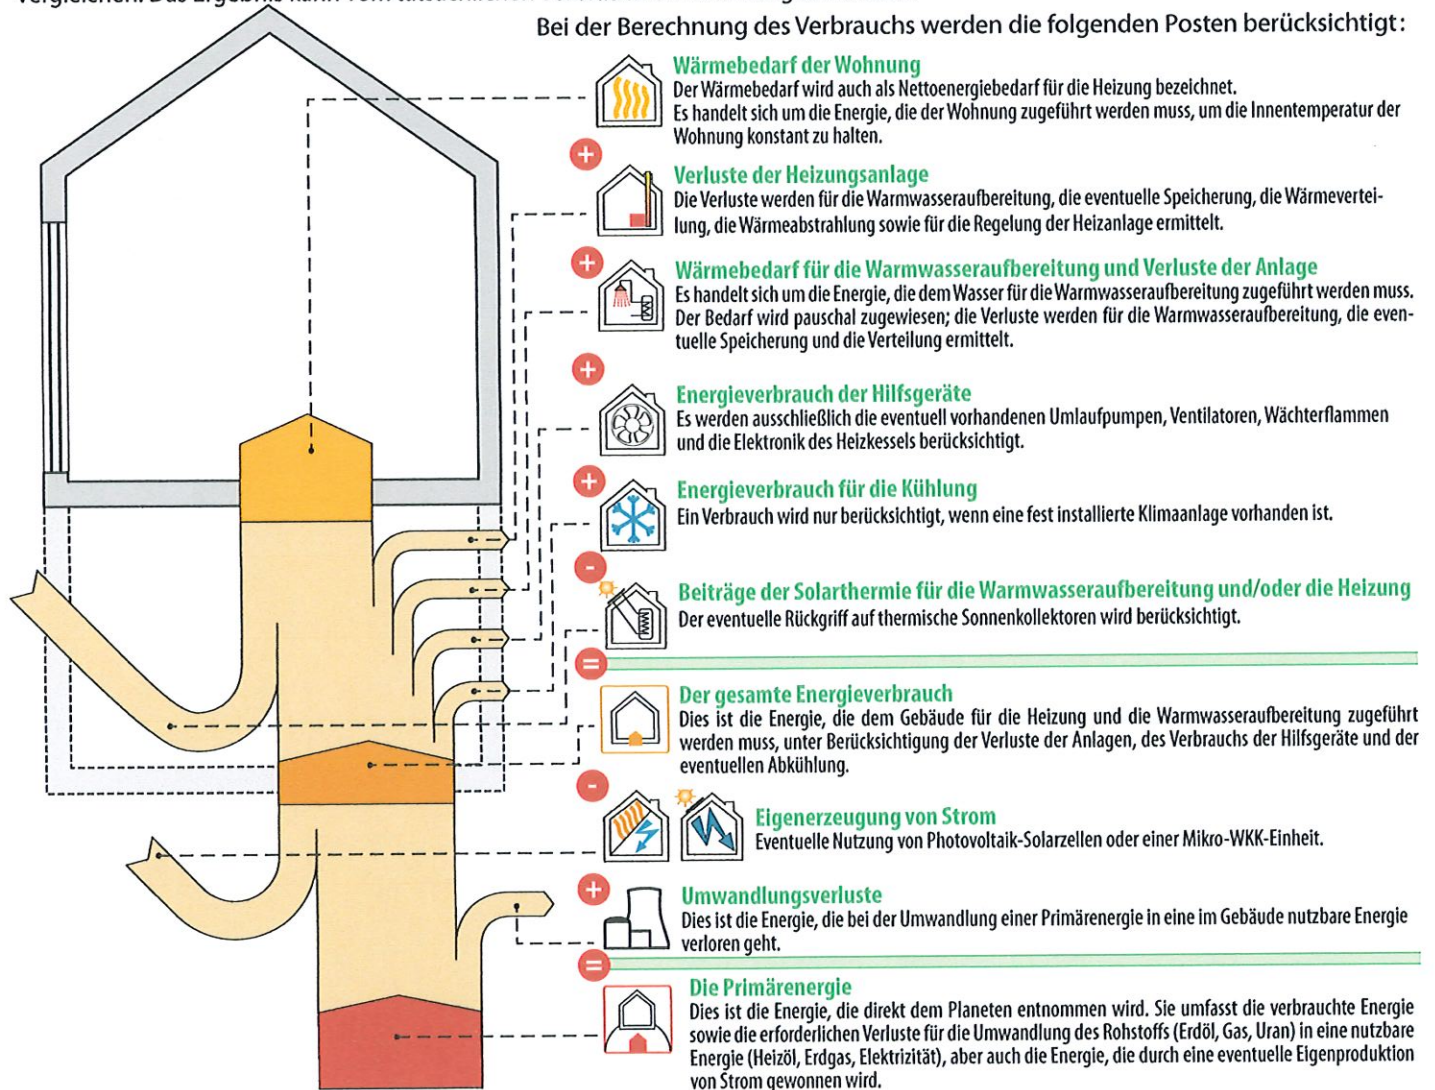 Bei der Berechnung des Verbrauchs werden die folgenden Posten berücksichtigt:
Wärmebedarf der Wohnung
Der Wärmebedarf wird auch als Nettoenergiebedarf für die Heizung bezeichnet.
Es handelt sich um die Energie, die der Wohnung zugeführt werden muss, um die Innentemperatur der
Wohnung konstant zu halten.
+
Verluste der Heizungsanlage
Die Verluste werden für die Warmwasseraufbereitung, die eventuelle Speicherung, die Wärmevertei-
lung, die Wärmeabstrahlung sowie für die Regelung der Heizanlage ermittelt.
+
Wärmebedarf für die Warmwasseraufbereitung und Verluste der Anlage
Es handelt sich um die Energie, die dem Wasser für die Warmwasseraufbereitung zugeführt werden muss.
Der Bedarf wird pauschal zugewiesen; die Verluste werden für die Warmwasseraufbereitung, die even-
tuelle Speicherung und die Verteilung ermittelt.
+
Energieverbrauch der Hilfsgeräte
Es werden ausschließlich die eventuell vorhandenen Umlaufpumpen, Ventilatoren, Wächterflammen
und die Elektronik des Heizkessels berücksichtigt.
+
Energieverbrauch für die Kühlung
Ein Verbrauch wird nur berücksichtigt, wenn eine fest installierte Klimaanlage vorhanden ist.
-
Beiträge der Solarthermie für die Warmwasseraufbereitung und/oder die Heizung
Der eventuelle Rückgriff auf thermische Sonnenkollektoren wird berücksichtigt.
=
Der gesamte Energieverbrauch
Dies ist die Energie, die dem Gebäude für die Heizung und die Warmwasseraufbereitung zugeführt
werden muss, unter Berücksichtigung der Verluste der Anlagen, des Verbrauchs der Hilfsgeräte und der
eventuellen Abkühlung.
-
Eigenerzeugung von Strom
Eventuelle Nutzung von Photovoltaik-Solarzellen oder einer Mikro-WKK-Einheit.
+
Umwandlungsverluste
Dies ist die Energie, die bei der Umwandlung einer Primärenergie in eine im Gebäude nutzbare Energie
verloren geht.
=
Die Primärenergie
Dies ist die Energie, die direkt dem Planeten entnommen wird. Sie umfasst die verbrauchte Energie
sowie die erforderlichen Verluste für die Umwandlung des Rohstoffs (Erdöl, Gas, Uran) in eine nutzbare
Energie (Heizöl, Erdgas, Elektrizität), aber auch die Energie, die durch eine eventuelle Eigenproduktion
von Strom gewonnen wird.